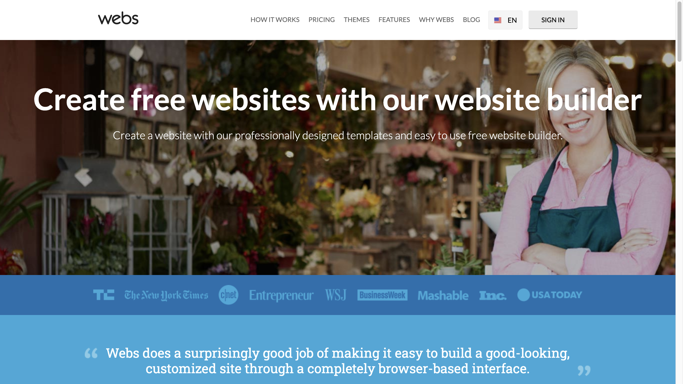 webs
HOW IT WORKS PRICING THEMES FEATURES WHY WEBS BLOG EN SIGN IN
Create free websites with our website builder
Create a website with our professionally designed templates and easy to use free website builder.
TC The New York Times c|net Entrepreneur WSJ BusinessWeek Mashable Inc. USA TODAY
“ Webs does a surprisingly good job of making it easy to build a good-looking,
customized site through a completely browser-based interface. ”